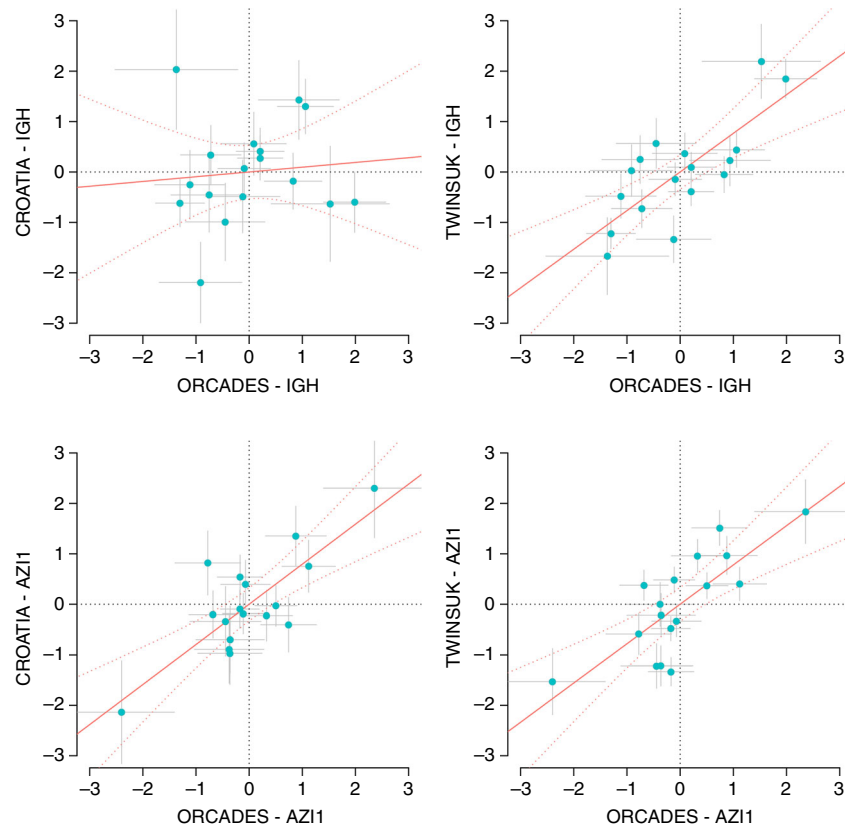 3
2
1
0
−1
−2
−3
CROATIA - IGH
−3 −2 −1 0 1 2 3
ORCADES - IGH
3
2
1
0
−1
−2
−3
TWINSUK - IGH
−3 −2 −1 0 1 2 3
ORCADES - IGH
3
2
1
0
−1
−2
−3
CROATIA - AZI1
−3 −2 −1 0 1 2 3
ORCADES - AZI1
3
2
1
0
−1
−2
−3
TWINSUK - AZI1
−3 −2 −1 0 1 2 3
ORCADES - AZI1